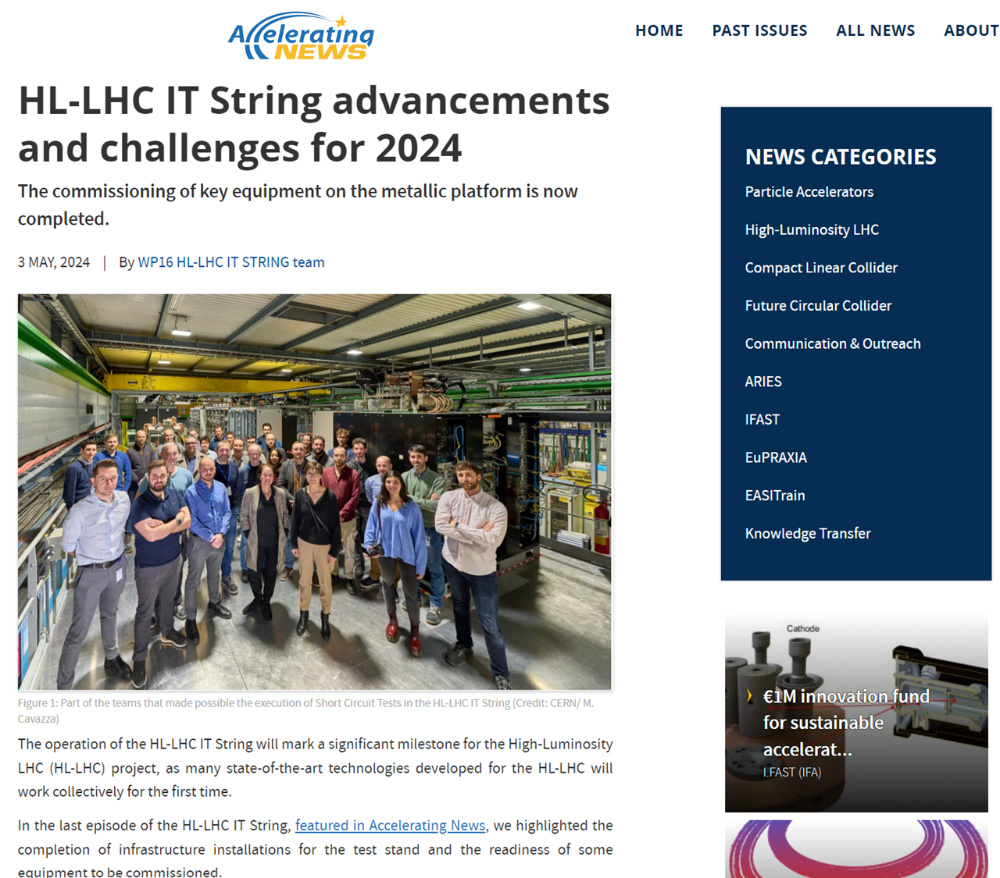 Accelerating
NEWS
HOME PAST ISSUES ALL NEWS ABOUT
HL-LHC IT String advancements
and challenges for 2024
The commissioning of key equipment on the metallic platform is now
completed.
3 MAY, 2024 | By WP16 HL-LHC IT STRING team
Figure 1: Part of the teams that made possible the execution of Short Circuit Tests in the HL-LHC IT String (Credit: CERN/ M.
Cavazza)
The operation of the HL-LHC IT String will mark a significant milestone for the High-Luminosity
LHC (HL-LHC) project, as many state-of-the-art technologies developed for the HL-LHC will
work collectively for the first time.
In the last episode of the HL-LHC IT String, featured in Accelerating News, we highlighted the
completion of infrastructure installations for the test stand and the readiness of some
equipment to be commissioned.
NEWS CATEGORIES
Particle Accelerators
High-Luminosity LHC
Compact Linear Collider
Future Circular Collider
Communication & Outreach
ARIES
IFAST
EuPRAXIA
EASITrain
Knowledge Transfer
Cathode
€1M innovation fund
for sustainable
accelerat...
I.FAST (IFA)